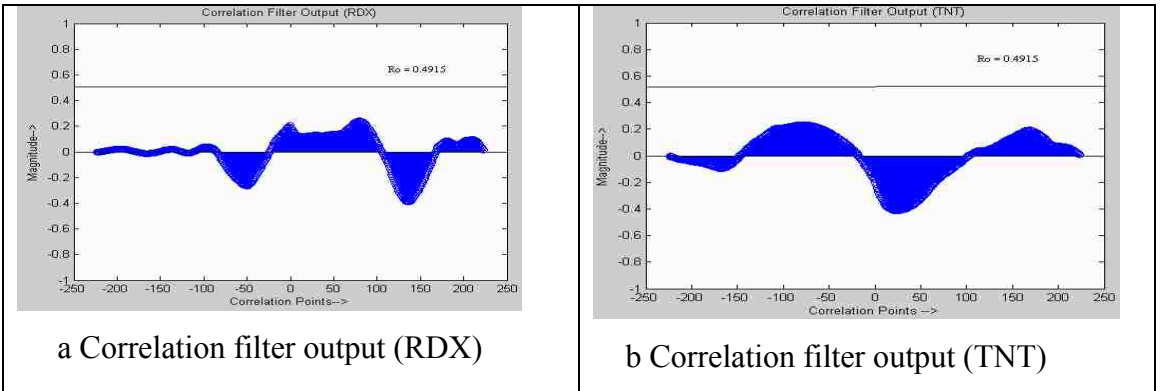 Correlation Filter Output (RDX)
1
0.8
0.6
0.4
0.2
0
-0.2
-0.4
-0.6
-0.8
-1
Magnitude-->
Ro = 0.4915
-250 -200 -150 -100 -50 0 50 100 150 200 250
Correlation Points-->
a Correlation filter output (RDX)
Correlation Filter Output (TNT)
1
0.8
0.6
0.4
0.2
0
-0.2
-0.4
-0.6
-0.8
-1
Magnitude-->
Ro = 0.4915
-250 -200 -150 -100 -50 0 50 100 150 200 250
Correlation Points -->
b Correlation filter output (TNT)